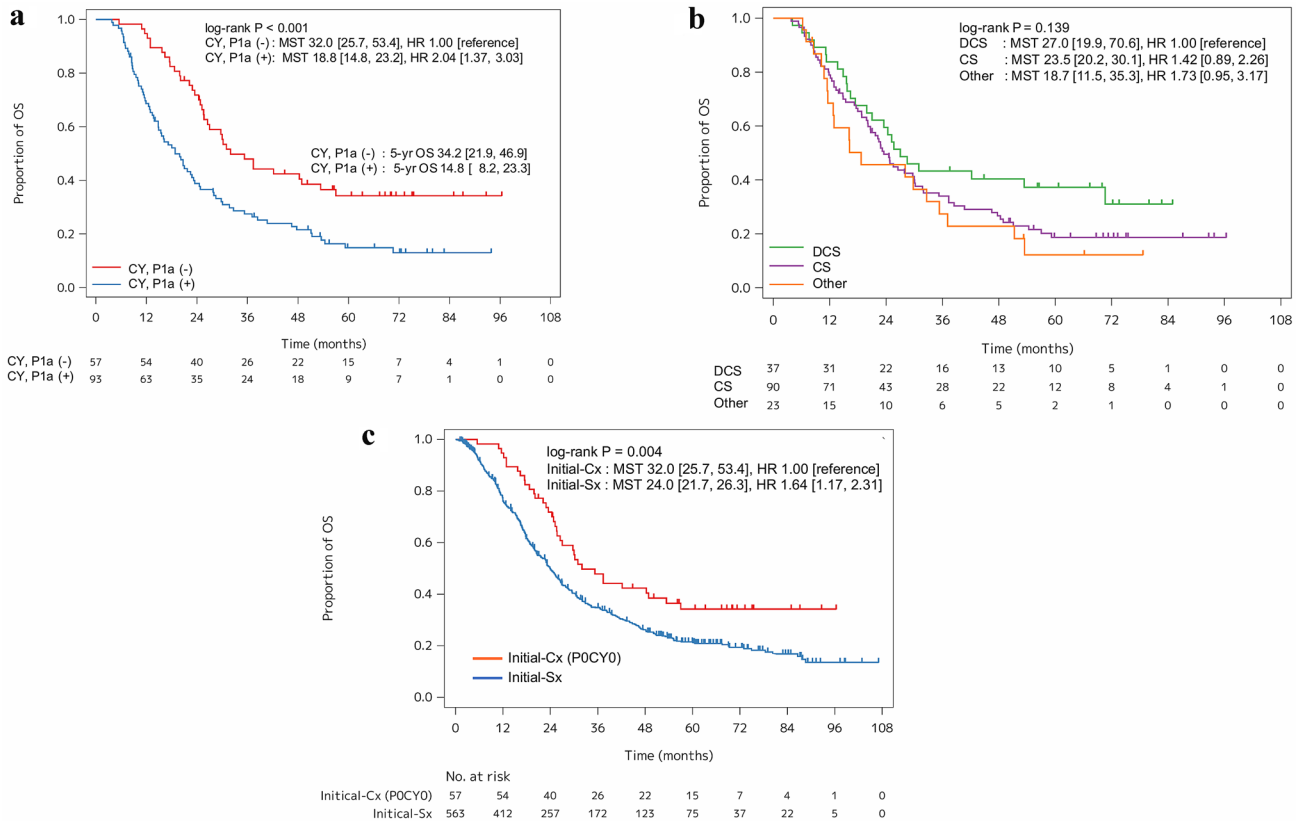 a
log-rank P < 0.001
CY, P1a (-) : MST 32.0 [25.7, 53.4], HR 1.00 [reference]
CY, P1a (+): MST 18.8 [14.8, 23.2], HR 2.04 [1.37, 3.03]
CY, P1a (-) : 5-yr OS 34.2 [21.9, 46.9]
CY, P1a (+) : 5-yr OS 14.8 [ 8.2, 23.3]
Proportion of OS
1.0
0.8
0.6
0.4
0.2
0.0
CY, P1a (-)
CY, P1a (+)
0 12 24 36 48 60 72 84 96 108
Time (months)
CY, P1a (-) 57 54 40 26 22 15 7 4 1 0
CY, P1a (+) 93 63 35 24 18 9 7 1 0 0
b
log-rank P = 0.139
DCS : MST 27.0 [19.9, 70.6], HR 1.00 [reference]
CS : MST 23.5 [20.2, 30.1], HR 1.42 [0.89, 2.26]
Other : MST 18.7 [11.5, 35.3], HR 1.73 [0.95, 3.17]
Proportion of OS
1.0
0.8
0.6
0.4
0.2
0.0
DCS
CS
Other
0 12 24 36 48 60 72 84 96 108
Time (months)
DCS 37 31 22 16 13 10 5 1 0 0
CS 90 71 43 28 22 12 8 4 1 0
Other 23 15 10 6 5 2 1 0 0 0
c
log-rank P = 0.004
Initial-Cx : MST 32.0 [25.7, 53.4], HR 1.00 [reference]
Initial-Sx : MST 24.0 [21.7, 26.3], HR 1.64 [1.17, 2.31]
Proportion of OS
1.0
0.8
0.6
0.4
0.2
0.0
Initial-Cx (P0CY0)
Initial-Sx
0 12 24 36 48 60 72 84 96 108
Time (months)
No. at risk
Initical-Cx (P0CY0) 57 54 40 26 22 15 7 4 1 0
Initical-Sx 563 412 257 172 123 75 37 22 5 0